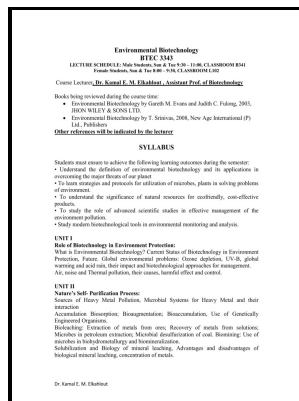 Environmental Biotechnology
BTEC 3343
LECTURE SCHEDULE: Male Students, Sun & Tue 9:30 – 11:00, CLASSROOM B341
Female Students, Sun & Tue 8:00 – 9:30, CLASSROOM L102
Course Lecturer, Dr. Kamal E. M. Elkahlout , Assistant Prof. of Biotechnology
Books being reviewed during the course time:
• Environmental Biotechnology by Gareth M. Evans and Judith C. Fulong, 2003,
JHON WILEY & SONS LTD.
• Environmental Biotechnology by T. Srinivas, 2008, New Age International (P)
Ltd., Publishers
Other references will be indicated by the lecturer
SYLLABUS
Students must ensure to achieve the following outcomes during the semester:
• Understand the definition of environmental biotechnology and its applications in
overcoming the major threats of our planet
• To learn strategies and protocols for utilization of microbes, plants in solving problems
of environment.
• To understand the significance of natural resources for ecofriendly, cost-effective
products.
• To study the role of advanced scientific studies in effective management of the
environment pollution.
• Study modern biotechnological tools in environmental monitoring and analysis.
UNIT I
Role of Biotechnology in Environment Protection:
What is Environmental Biotechnology? Current Status of Biotechnology in Environment
Protection, Future. Global environmental problems: Ozone depletion, UV-B, global
warming and acid rain, their impact and biotechnological approaches for management.
Air, noise and Thermal pollution, their causes, harmful effect and control.
UNIT II
Nature's Self- Purification Process:
Sources of Heavy Metal Pollution, Microbial Systems for Heavy Metal and their
interaction
Accumulation Biosorption; Bioaugmentation; Bioaccumulation, Use of Genetically
Engineered Organisms.
Bioleaching: Extraction of metals from ores; Recovery of metals from solutions;
Microbes in petroleum extraction; Microbial desulfurization of coal. Biomining: Use of
microbes in biohydrometallurgy and biomineralization.
Solubilization and Biology of mineral leaching, Advantages and disadvantages of
biological mineral leaching, concentration of metals.
Dr. Kamal E. M. Elkahlout